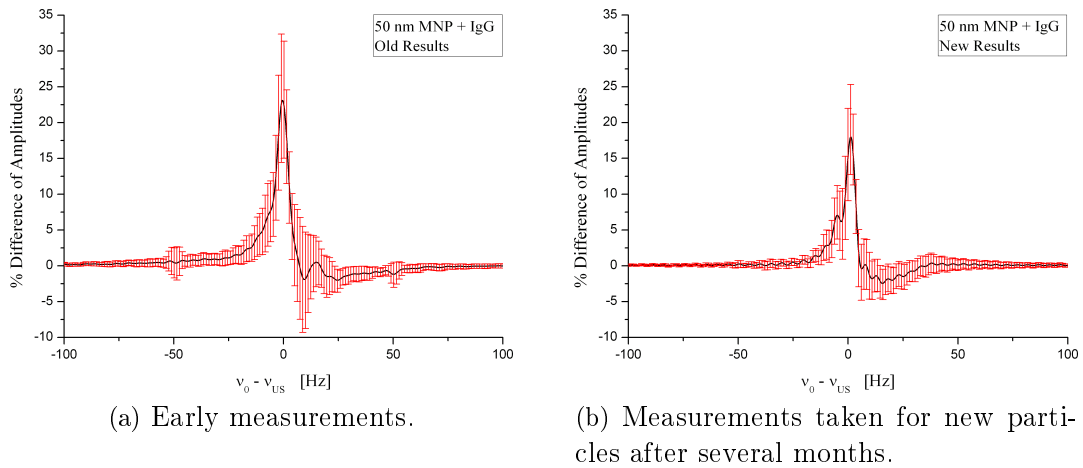 50 nm MNP + IgG
Old Results
% Difference of Amplitudes
35
30
25
20
15
10
5
0
-5
-10
-100
-50
0
50
100
ν₀ - ν_US [Hz]
(a) Early measurements.
50 nm MNP + IgG
New Results
% Difference of Amplitudes
35
30
25
20
15
10
5
0
-5
-10
-100
-50
0
50
100
ν₀ - ν_US [Hz]
(b) Measurements taken for new parti-
cles after several months.